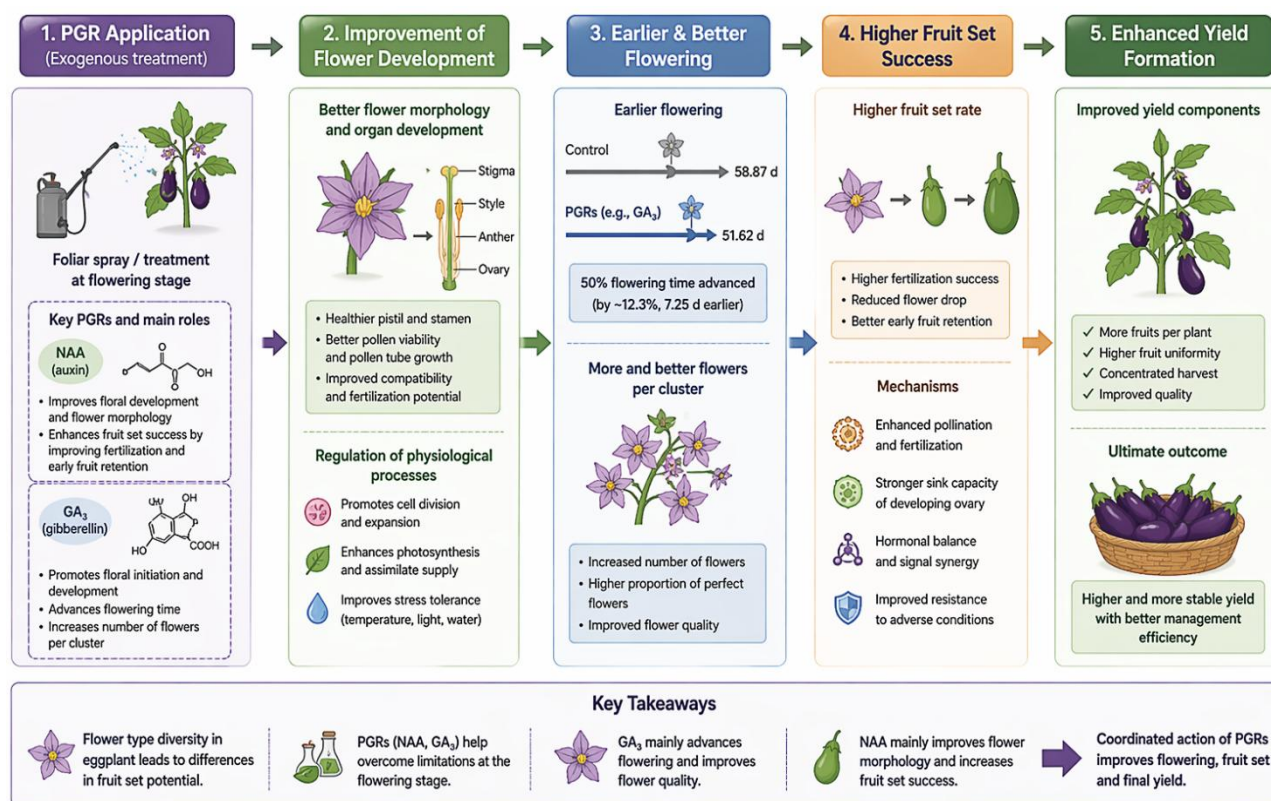 1. PGR Application
(Exogenous treatment)
Foliar spray / treatment
at flowering stage
Key PGRs and main roles
NAA
(auxin)
O
O
OH
• Improves floral development
and flower morphology
• Enhances fruit set success by
improving fertilization and
early fruit retention
GA₃
(gibberellin)
OH
HO
COOH
• Promotes floral initiation and
development
• Advances flowering time
• Increases number of flowers
per cluster
2. Improvement of
Flower Development
Better flower morphology
and organ development
Stigma
Style
Anther
Ovary
• Healthier pistil and stamen
• Better pollen viability
and pollen tube growth
• Improved compatibility
and fertilization potential
Regulation of physiological
processes
Promotes cell division
and expansion
Enhances photosynthesis
and assimilate supply
Improves stress tolerance
(temperature, light, water)
3. Earlier & Better
Flowering
Earlier flowering
Control
58.87 d
PGRs (e.g., GA₃)
51.62 d
50% flowering time advanced
(by ~12.3%, 7.25 d earlier)
More and better flowers
per cluster
• Increased number of flowers
• Higher proportion of perfect
flowers
• Improved flower quality
4. Higher Fruit Set
Success
Higher fruit set rate
• Higher fertilization success
• Reduced flower drop
• Better early fruit retention
Mechanisms
Enhanced pollination
and fertilization
Stronger sink capacity
of developing ovary
Hormonal balance
and signal synergy
Improved resistance
to adverse conditions
5. Enhanced Yield
Formation
Improved yield components
✓ More fruits per plant
✓ Higher fruit uniformity
✓ Concentrated harvest
✓ Improved quality
Ultimate outcome
Higher and more stable yield
with better management
efficiency
Key Takeaways
Flower type diversity in
eggplant leads to differences
in fruit set potential.
PGRs (NAA, GA₃) help
overcome limitations at the
flowering stage.
GA₃ mainly advances
flowering and improves
flower quality.
NAA mainly improves flower
morphology and increases
fruit set success.
Coordinated action of PGRs
improves flowering, fruit set
and final yield.